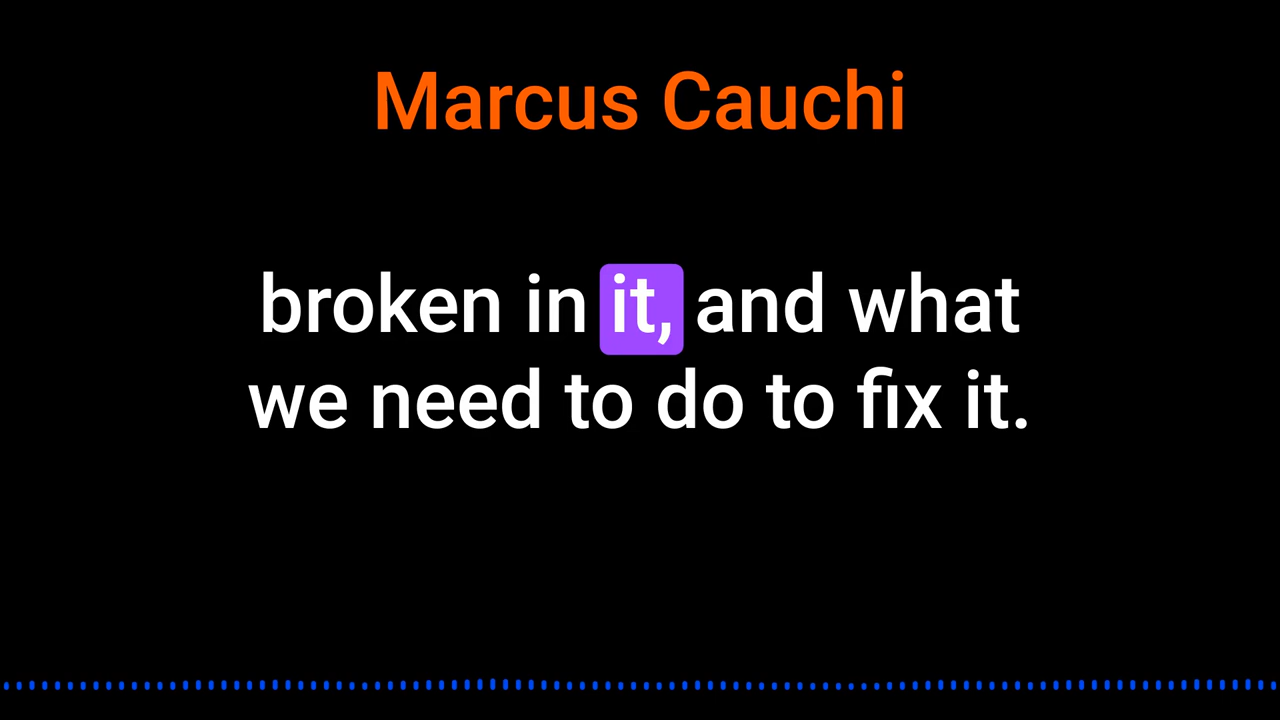 Marcus Cauchi
broken in it, and what
we need to do to fix it.